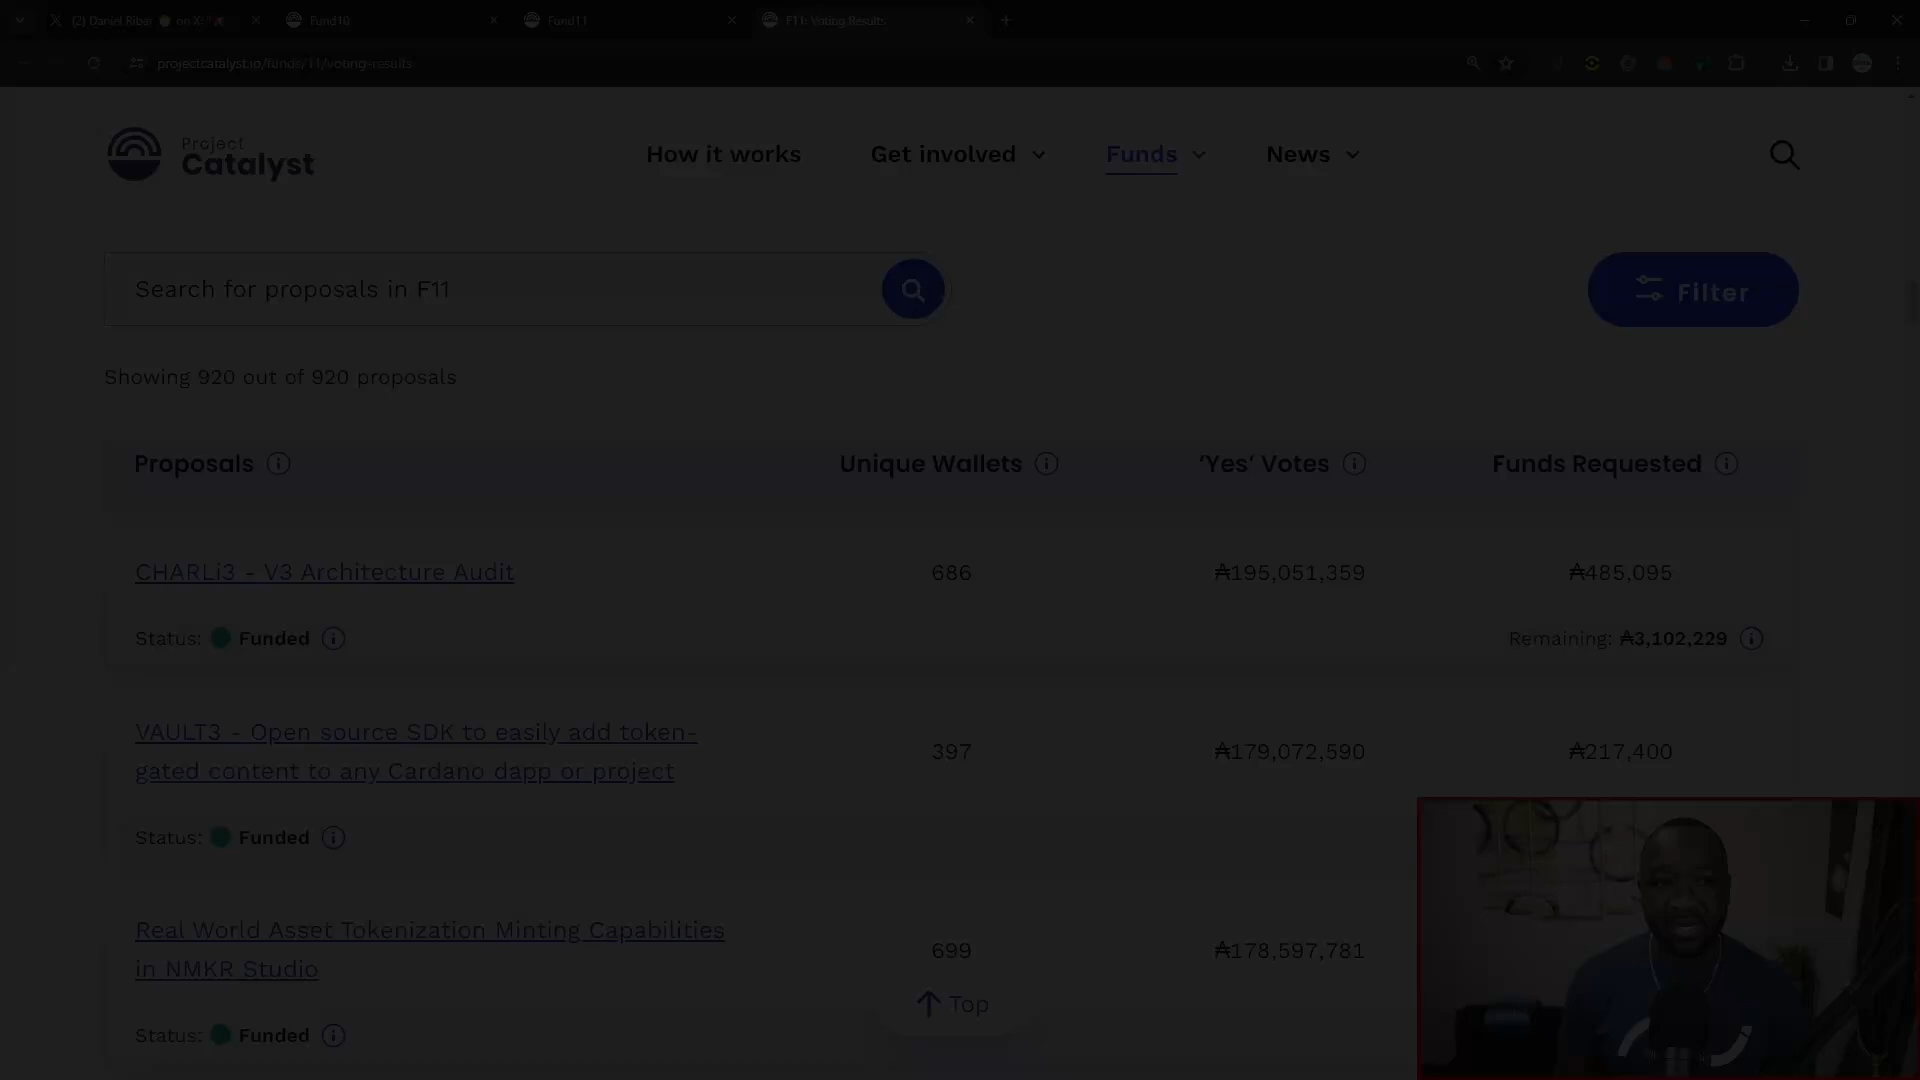 (2) Daniel Ribar on X: "
Fund10
Fund11
F11: Voting Results
projectcatalyst.io/funds/11/voting-results
Project
Catalyst
How it works
Get involved
Funds
News
Search for proposals in F11
Filter
Showing 920 out of 920 proposals
Proposals
Unique Wallets
‘Yes’ Votes
Funds Requested
CHARLi3 - V3 Architecture Audit
686
₳195,051,359
₳485,095
Status: Funded
Remaining: ₳3,102,229
VAULT3 - Open source SDK to easily add token-
gated content to any Cardano dapp or project
397
₳179,072,590
₳217,400
Status: Funded
Real World Asset Tokenization Minting Capabilities
in NMKR Studio
699
₳178,597,781
Top
Status: Funded